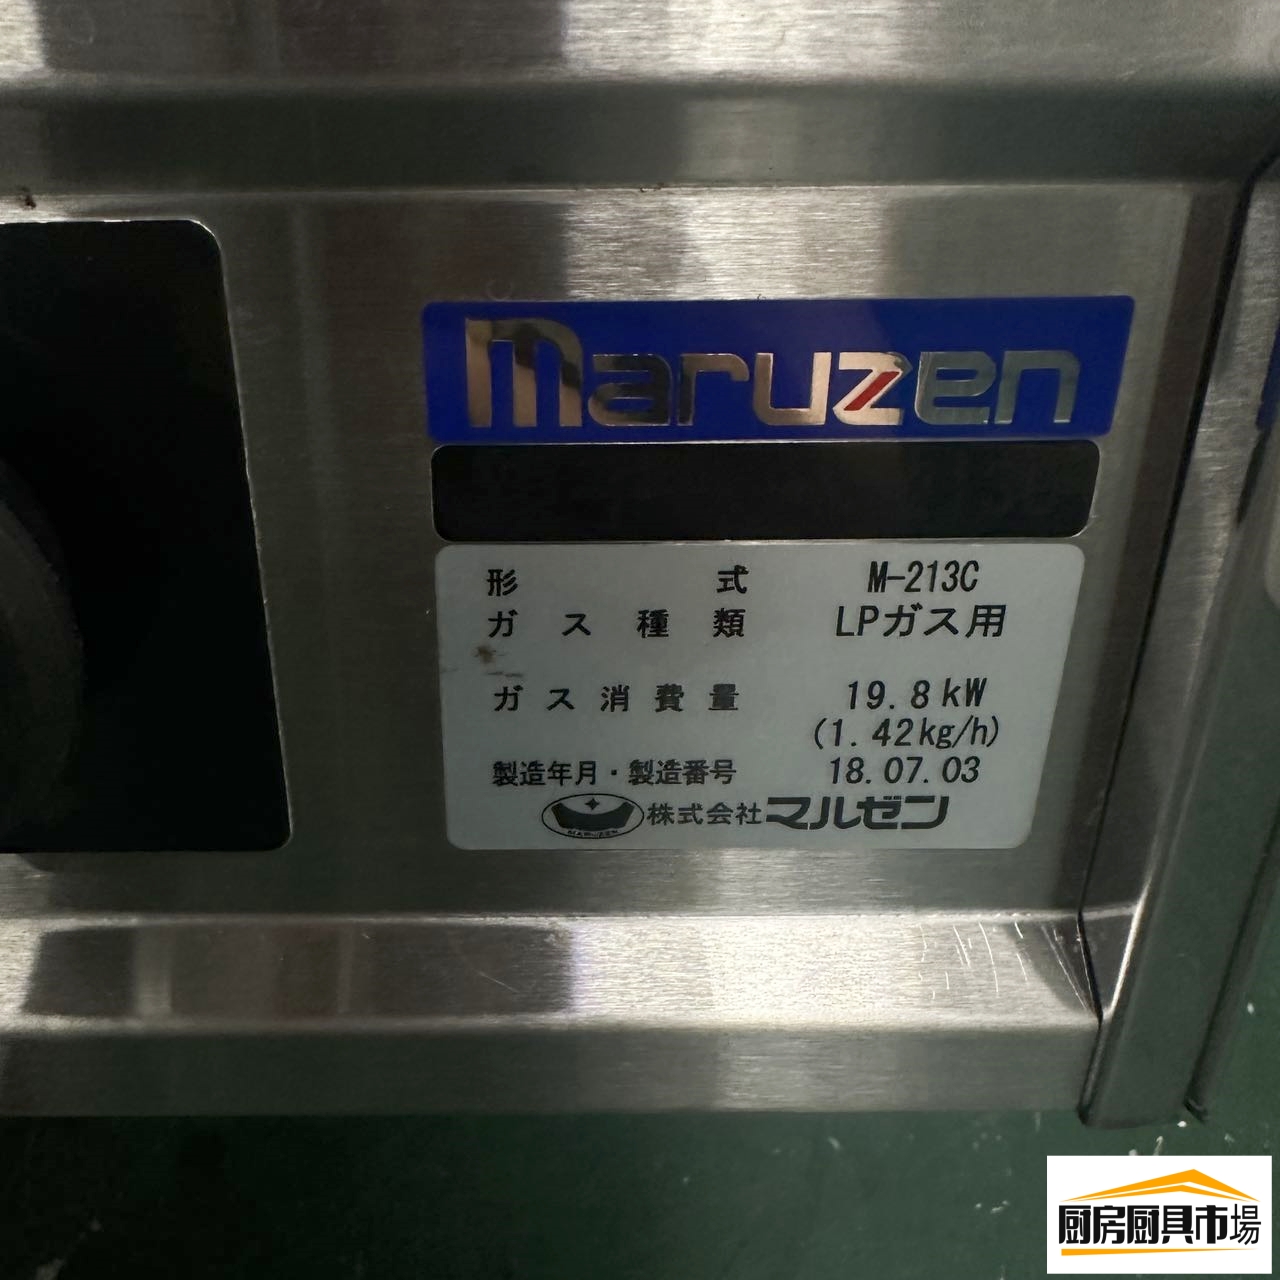 maruzen
形式 M-213C
ガス種類 LPガス用
ガス消費量 19.8kW
(1.42kg/h)
製造年月・製造番号 18.07.03
MARUZEN 株式会社マルゼン
厨房厨具市場